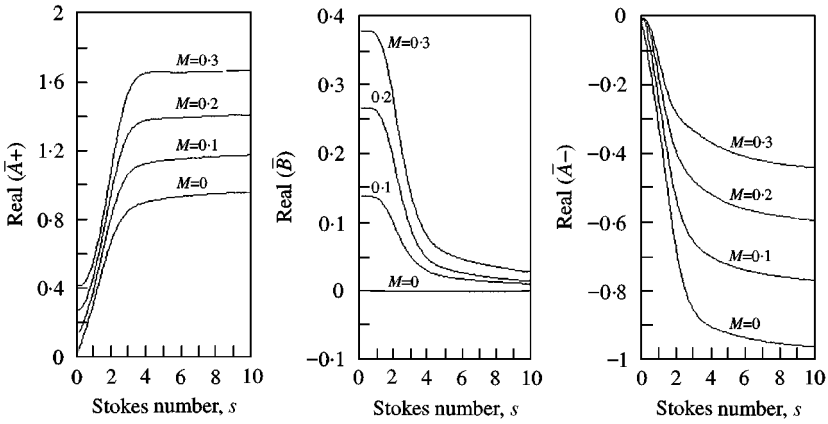 2
1·6
1·2
0·8
0·4
0
Real (A̅+)
M=0·3
M=0·2
M=0·1
M=0
0 2 4 6 8 10
Stokes number, s
0·4
0·3
0·2
0·1
0
−0·1
Real (B̅)
M=0·3
0·2
0·1
M=0
0 2 4 6 8 10
Stokes number, s
0
−0·2
−0·4
−0·6
−0·8
−1
Real (A̅−)
M=0·3
M=0·2
M=0·1
M=0
0 2 4 6 8 10
Stokes number, s